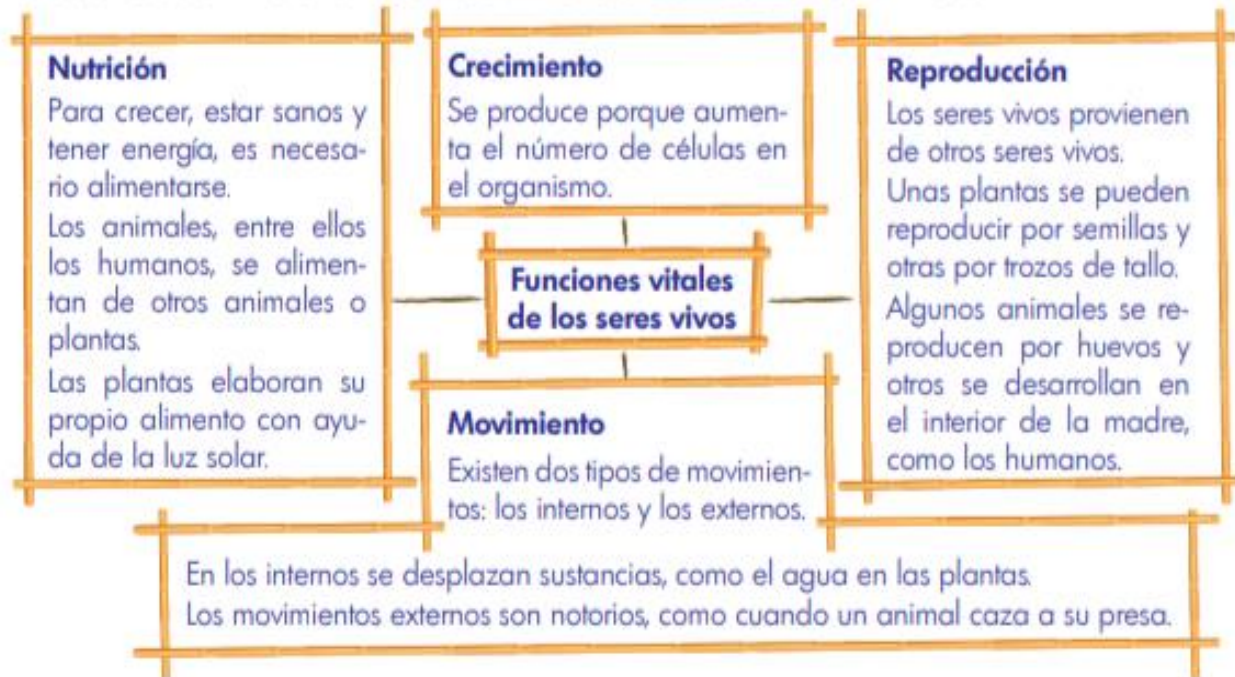 Nutrición
Para crecer, estar sanos y
tener energía, es necesa-
rio alimentarse.
Los animales, entre ellos
los humanos, se alimen-
tan de otros animales o
plantas.
Las plantas elaboran su
propio alimento con ayu-
da de la luz solar.
Crecimiento
Se produce porque aumen-
ta el número de células en
el organismo.
Reproducción
Los seres vivos provienen
de otros seres vivos.
Unas plantas se pueden
reproducir por semillas y
otras por trozos de tallo.
Algunos animales se re-
producen por huevos y
otros se desarrollan en
el interior de la madre,
como los humanos.
Funciones vitales
de los seres vivos
Movimiento
Existen dos tipos de movimien-
tos: los internos y los externos.
En los internos se desplazan sustancias, como el agua en las plantas.
Los movimientos externos son notorios, como cuando un animal caza a su presa.